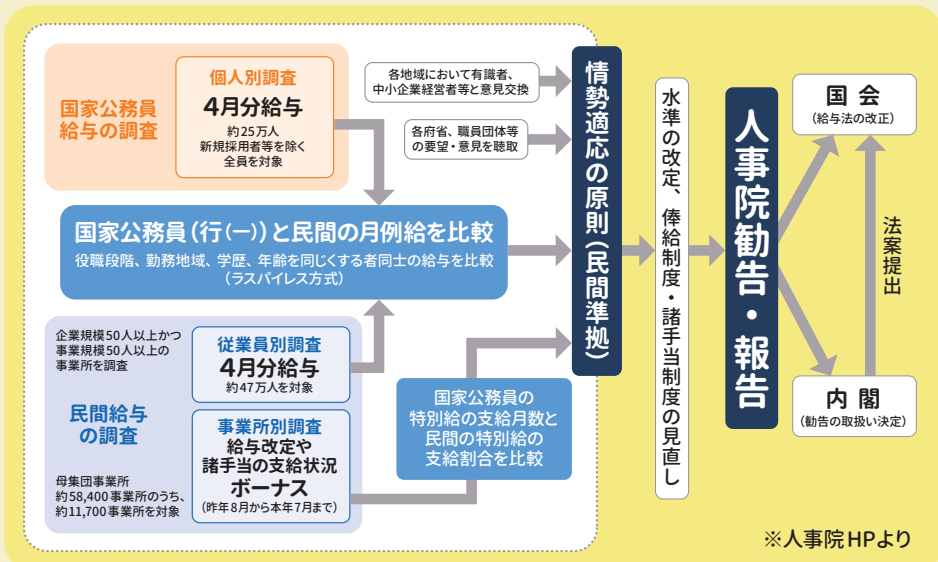 国家公務員
給与の調査
個人別調査
4月分給与
約25万人
新規採用者等を除く
全員を対象
各地域において有識者、
中小企業経営者等と意見交換
各府省、職員団体等
の要望・意見を聴取
国家公務員(行(一))と民間の月例給を比較
役職段階、勤務地域、学歴、年齢を同じくする者同士の給与を比較
(ラスパイレス方式)
企業規模50人以上かつ
事業規模50人以上の
事業所を調査
民間給与
の調査
母集団事業所
約58,400事業所のうち、
約11,700事業所を対象
従業員別調査
4月分給与
約47万人を対象
事業所別調査
給与改定や
諸手当の支給状況
ボーナス
(昨年8月から本年7月まで)
国家公務員の
特別給の支給月数と
民間の特別給の
支給割合を比較
情勢適応の原則(民間準拠)
水準の改定、俸給制度・諸手当制度の見直し
人事院勧告・報告
国会
(給与法の改正)
法案提出
内閣
(勧告の取扱い決定)
※人事院HPより